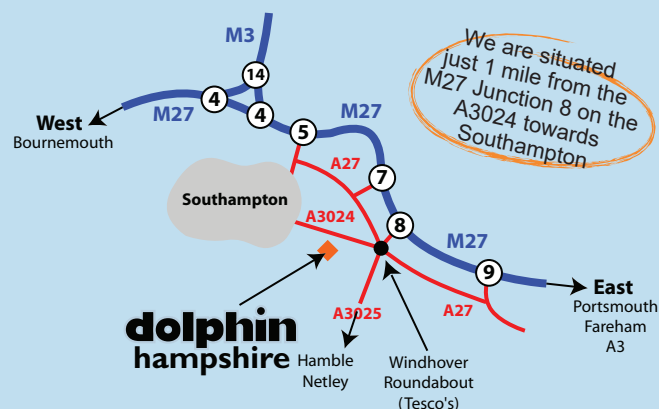 M3
14
We are situated
just 1 mile from the
M27 Junction 8 on the
A3024 towards
Southampton
4
M27
4
5
M27
West
Bournemouth
A27
7
Southampton
A3024
8
M27
9
East
Portsmouth
Fareham
A3
A27
A3025
dolphin
hampshire
Hamble
Netley
Windhover
Roundabout
(Tesco's)